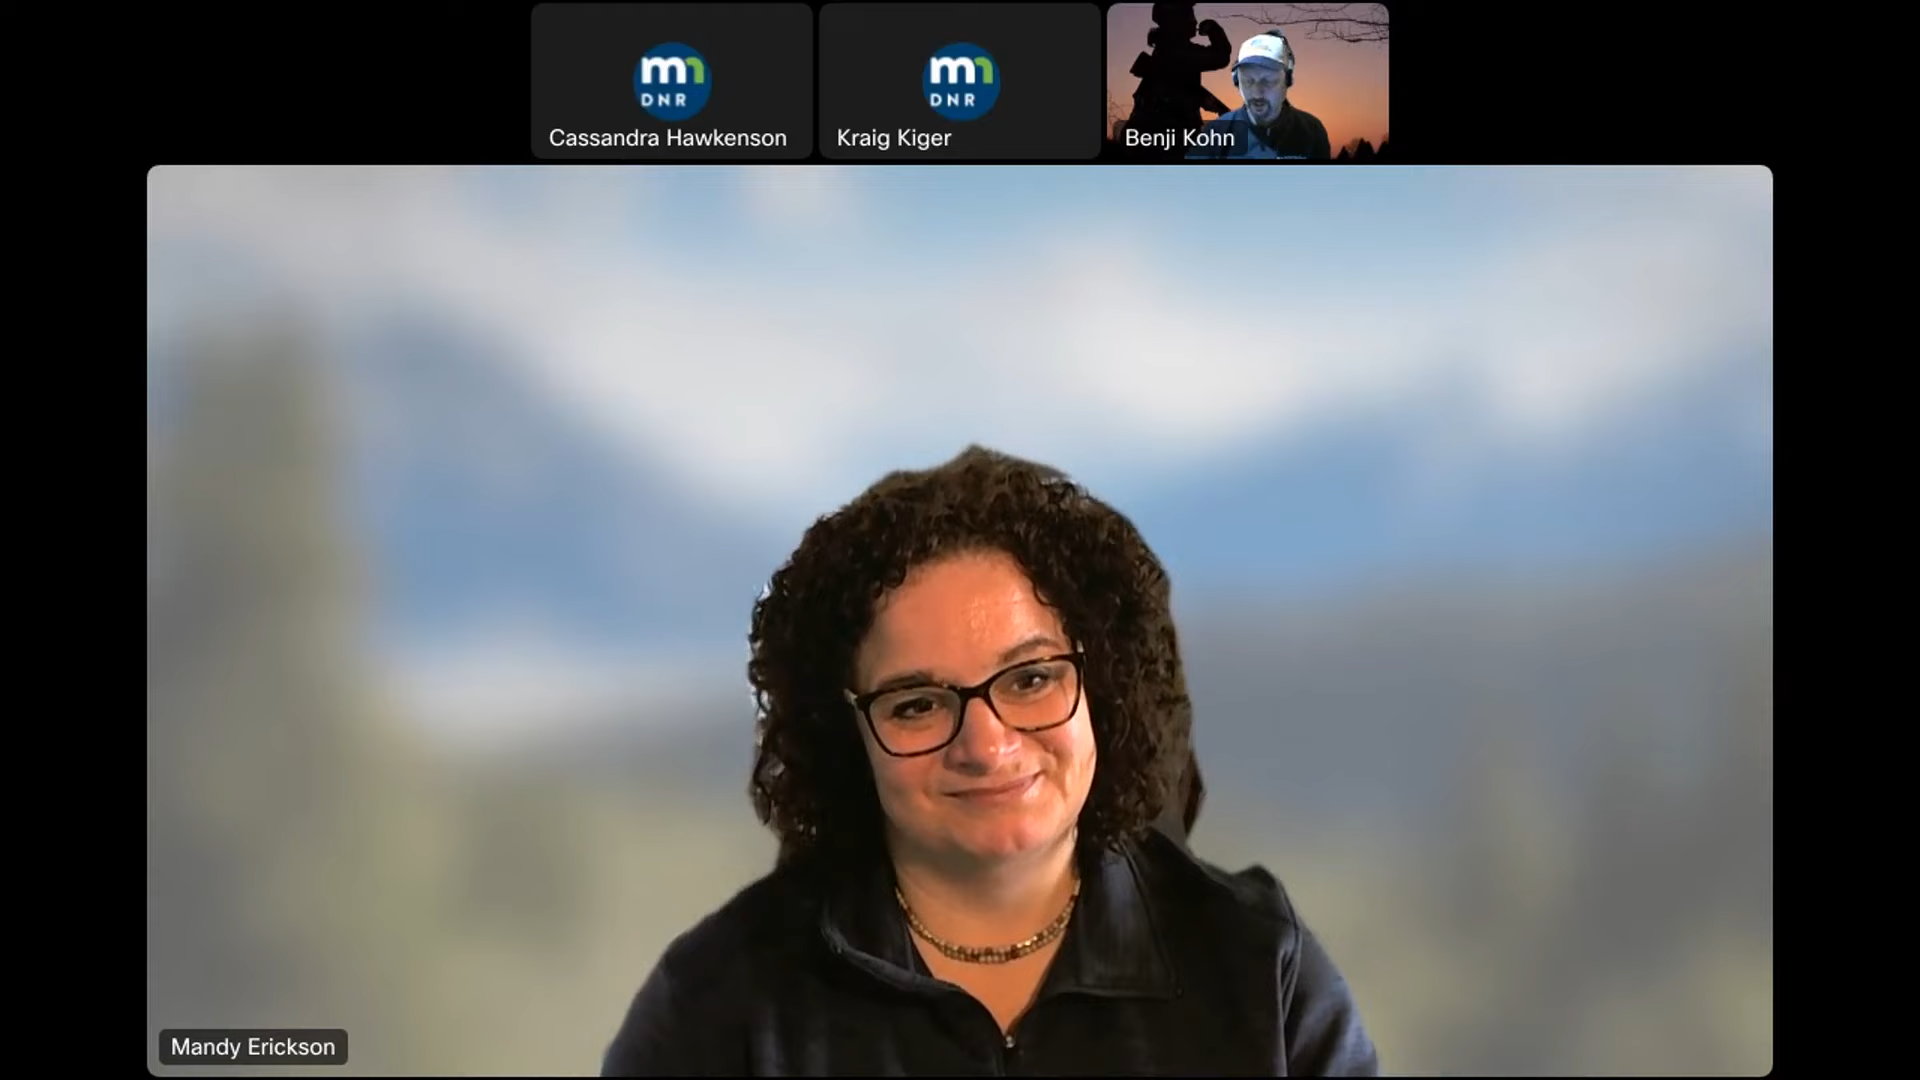 mn
DNR
Cassandra Hawkenson
mn
DNR
Kraig Kiger
Benji Kohn
Mandy Erickson